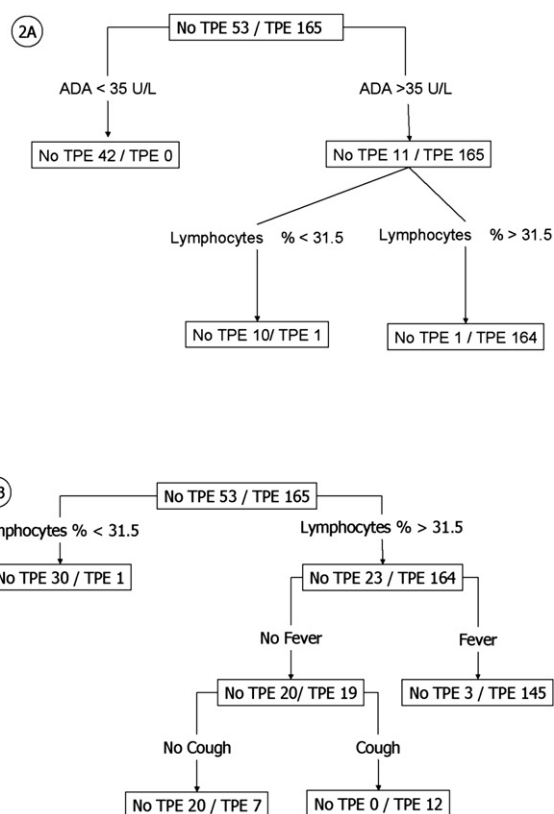 2A
No TPE 53 / TPE 165
ADA < 35 U/L
ADA >35 U/L
No TPE 42 / TPE 0
No TPE 11 / TPE 165
Lymphocytes % < 31.5
Lymphocytes % > 31.5
No TPE 10/ TPE 1
No TPE 1 / TPE 164
No TPE 53 / TPE 165
% < 31.5
Lymphocytes % > 31.5
No TPE 30 / TPE 1
No TPE 23 / TPE 164
No Fever
Fever
No TPE 20/ TPE 19
No TPE 3 / TPE 145
No Cough
Cough
No TPE 20 / TPE 7
No TPE 0 / TPE 12